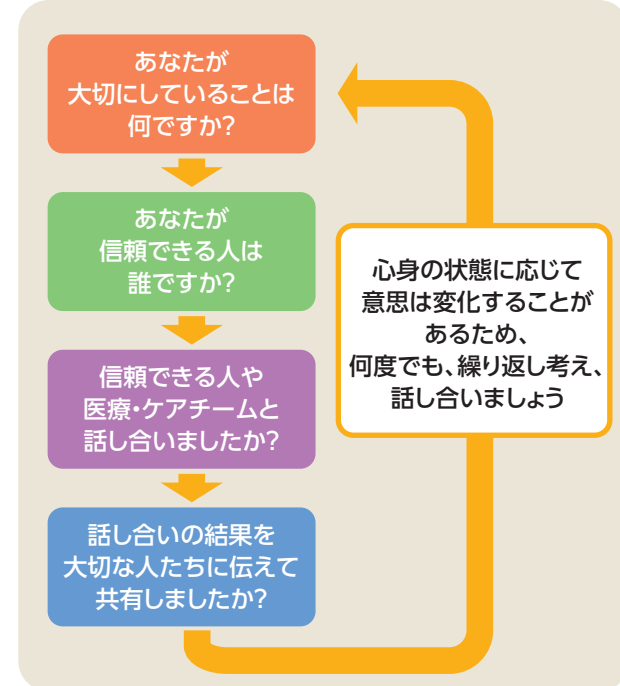 あなたが
大切にしていることは
何ですか?
あなたが
信頼できる人は
誰ですか?
信頼できる人や
医療・ケアチームと
話し合いましたか?
話し合いの結果を
大切な人たちに伝えて
共有しましたか?
心身の状態に応じて
意思は変化することが
あるため、
何度でも、繰り返し考え、
話し合いましょう